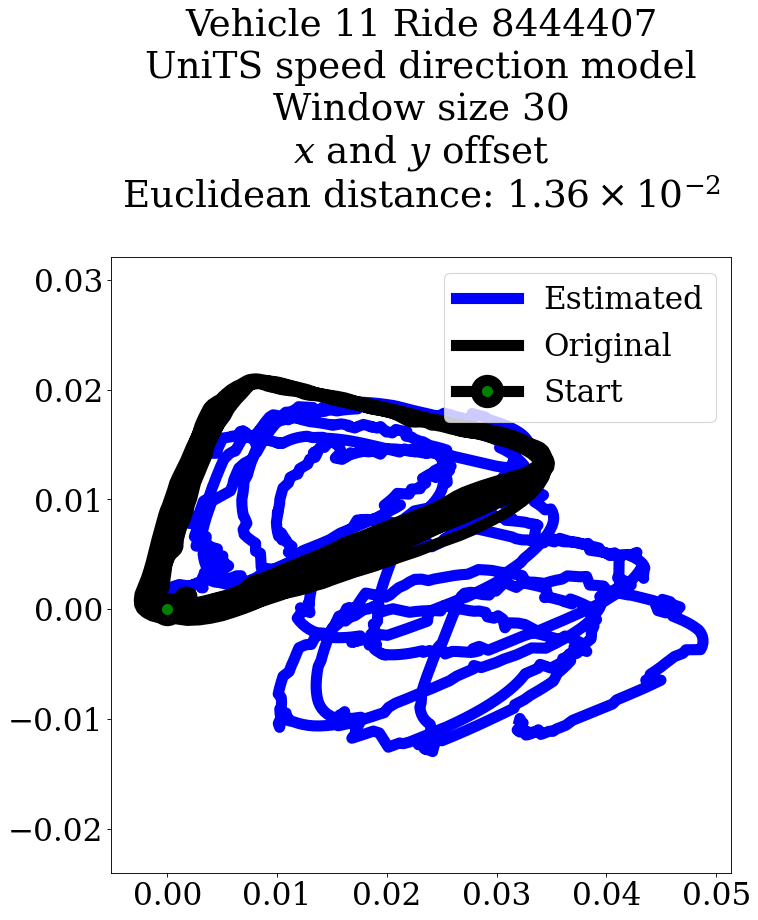 Vehicle 11 Ride 8444407
UniTS speed direction model
Window size 30
x and y offset
Euclidean distance: 1.36 × 10⁻²
Estimated
Original
Start
0.03
0.02
0.01
0.00
−0.01
−0.02
0.00 0.01 0.02 0.03 0.04 0.05